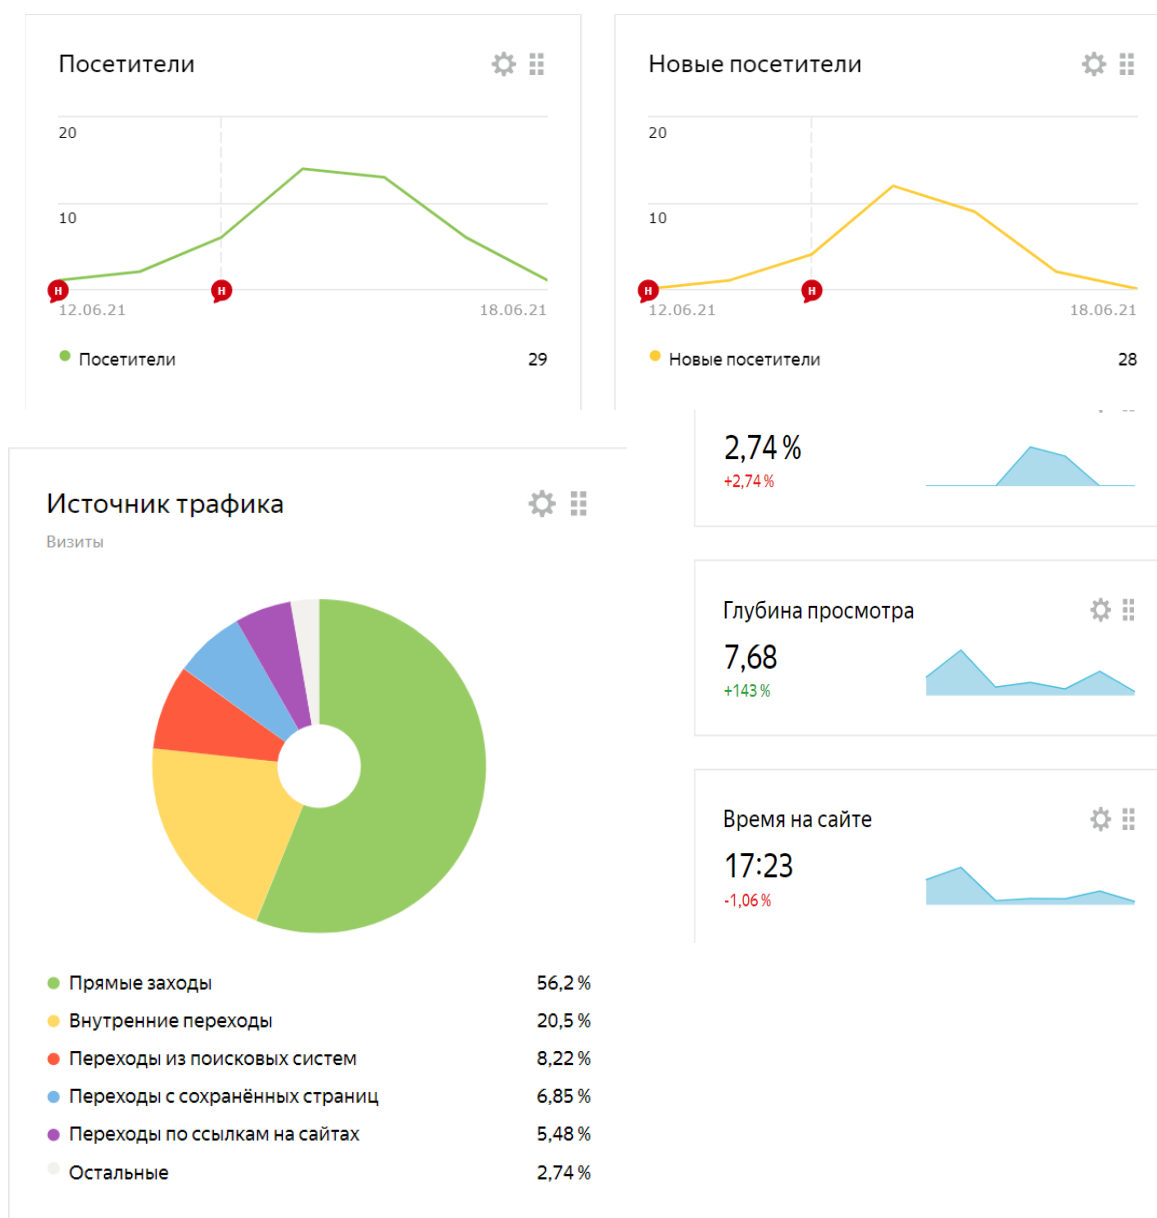 Посетители
20
10
Н
Н
12.06.21
18.06.21
Посетители
29
Новые посетители
20
10
Н
Н
12.06.21
18.06.21
Новые посетители
28
Источник трафика
Визиты
Прямые заходы 56,2 %
Внутренние переходы 20,5 %
Переходы из поисковых систем 8,22 %
Переходы с сохранённых страниц 6,85 %
Переходы по ссылкам на сайтах 5,48 %
Остальные 2,74 %
2,74 %
+2,74 %
Глубина просмотра
7,68
+143 %
Время на сайте
17:23
-1,06 %